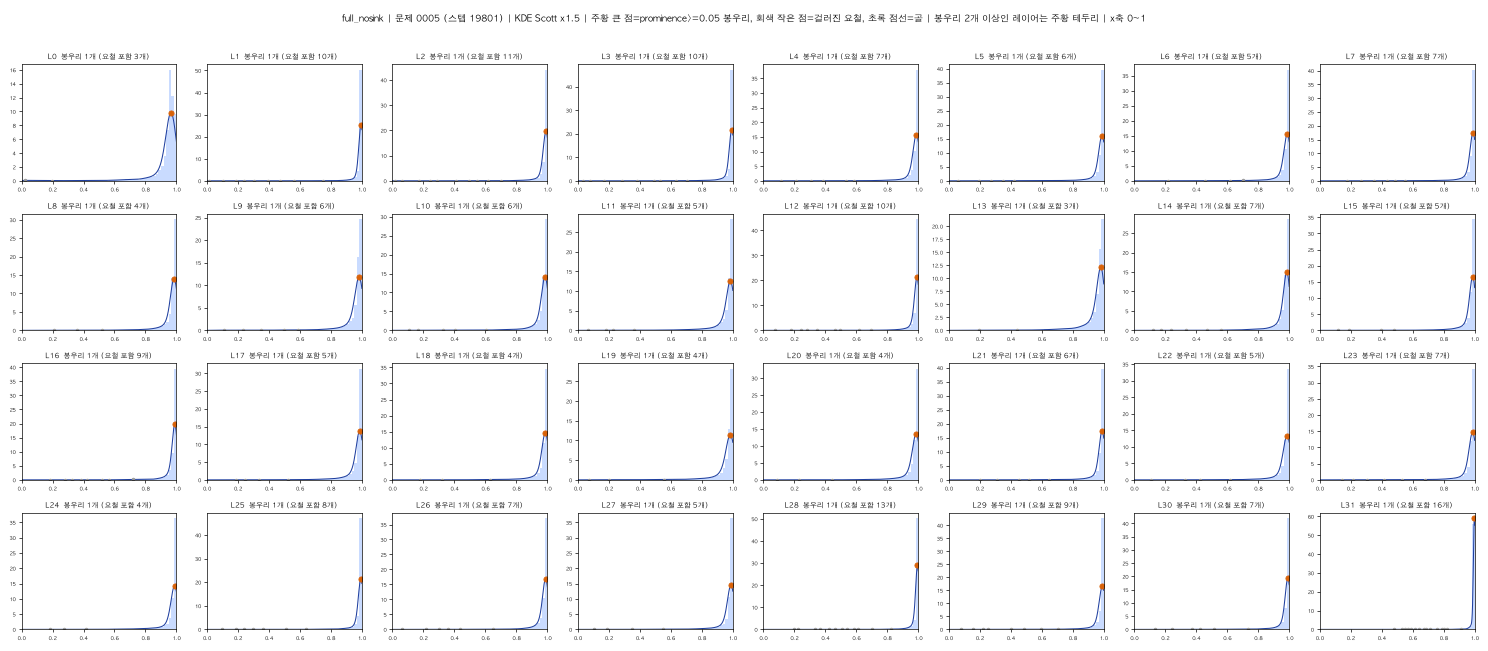 full_nosink | 문제 0005 (스텝 19801) | KDE Scott x1.5 | 주황 큰 점=prominence>=0.05 봉우리, 회색 작은 점=걸러진 요철, 초록 점선=골 | 봉우리 2개 이상인 레이어는 주황 테두리 | x축 0~1
L0 봉우리 1개 (요철 포함 3개)
L1 봉우리 1개 (요철 포함 10개)
L2 봉우리 1개 (요철 포함 11개)
L3 봉우리 1개 (요철 포함 10개)
L4 봉우리 1개 (요철 포함 7개)
L5 봉우리 1개 (요철 포함 6개)
L6 봉우리 1개 (요철 포함 5개)
L7 봉우리 1개 (요철 포함 7개)
L8 봉우리 1개 (요철 포함 4개)
L9 봉우리 1개 (요철 포함 6개)
L10 봉우리 1개 (요철 포함 6개)
L11 봉우리 1개 (요철 포함 5개)
L12 봉우리 1개 (요철 포함 10개)
L13 봉우리 1개 (요철 포함 3개)
L14 봉우리 1개 (요철 포함 7개)
L15 봉우리 1개 (요철 포함 5개)
L16 봉우리 1개 (요철 포함 9개)
L17 봉우리 1개 (요철 포함 5개)
L18 봉우리 1개 (요철 포함 4개)
L19 봉우리 1개 (요철 포함 4개)
L20 봉우리 1개 (요철 포함 4개)
L21 봉우리 1개 (요철 포함 6개)
L22 봉우리 1개 (요철 포함 5개)
L23 봉우리 1개 (요철 포함 7개)
L24 봉우리 1개 (요철 포함 4개)
L25 봉우리 1개 (요철 포함 8개)
L26 봉우리 1개 (요철 포함 7개)
L27 봉우리 1개 (요철 포함 5개)
L28 봉우리 1개 (요철 포함 13개)
L29 봉우리 1개 (요철 포함 9개)
L30 봉우리 1개 (요철 포함 7개)
L31 봉우리 1개 (요철 포함 16개)